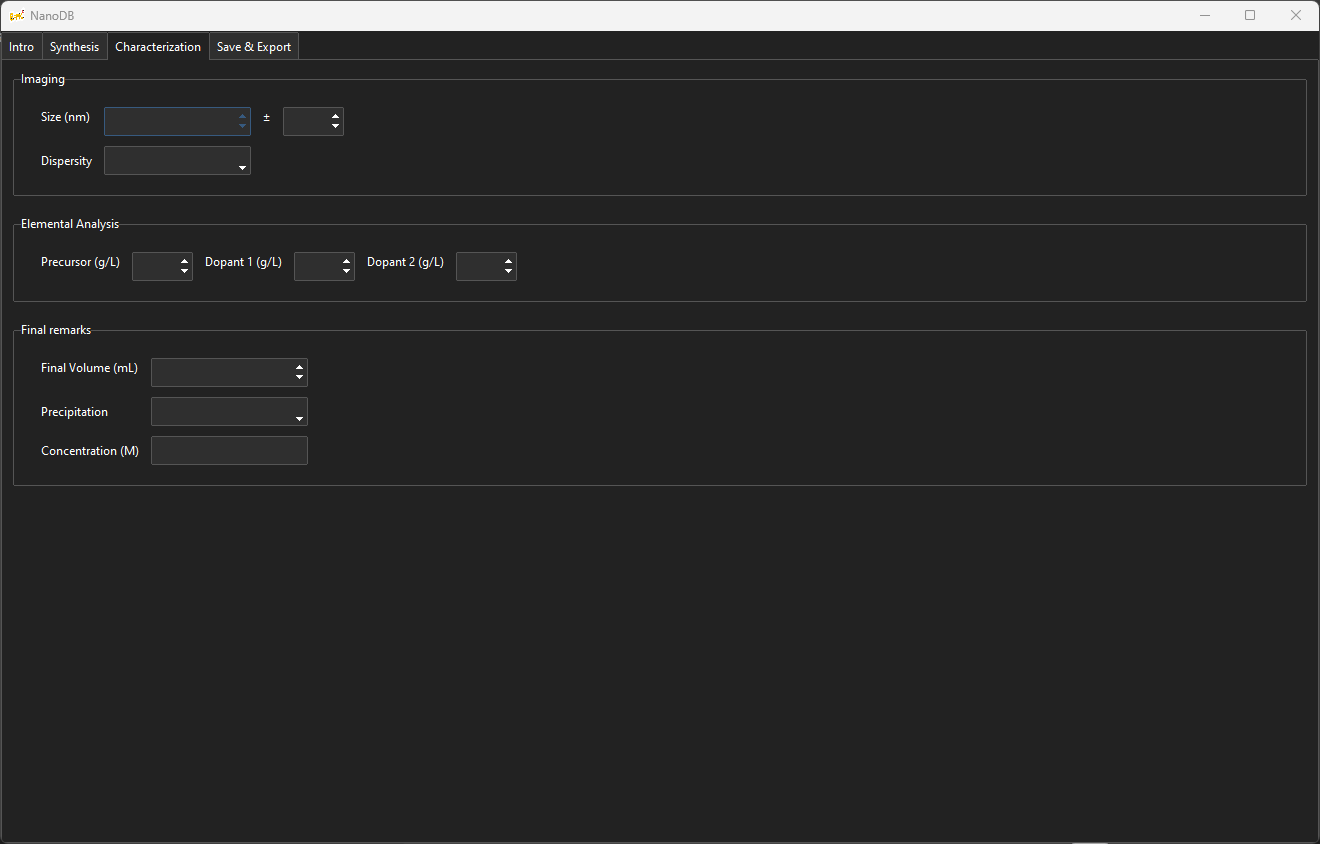 NanoDB
Intro Synthesis Characterization Save & Export
Imaging
Size (nm) ±
Dispersity
Elemental Analysis
Precursor (g/L) Dopant 1 (g/L) Dopant 2 (g/L)
Final remarks
Final Volume (mL)
Precipitation
Concentration (M)